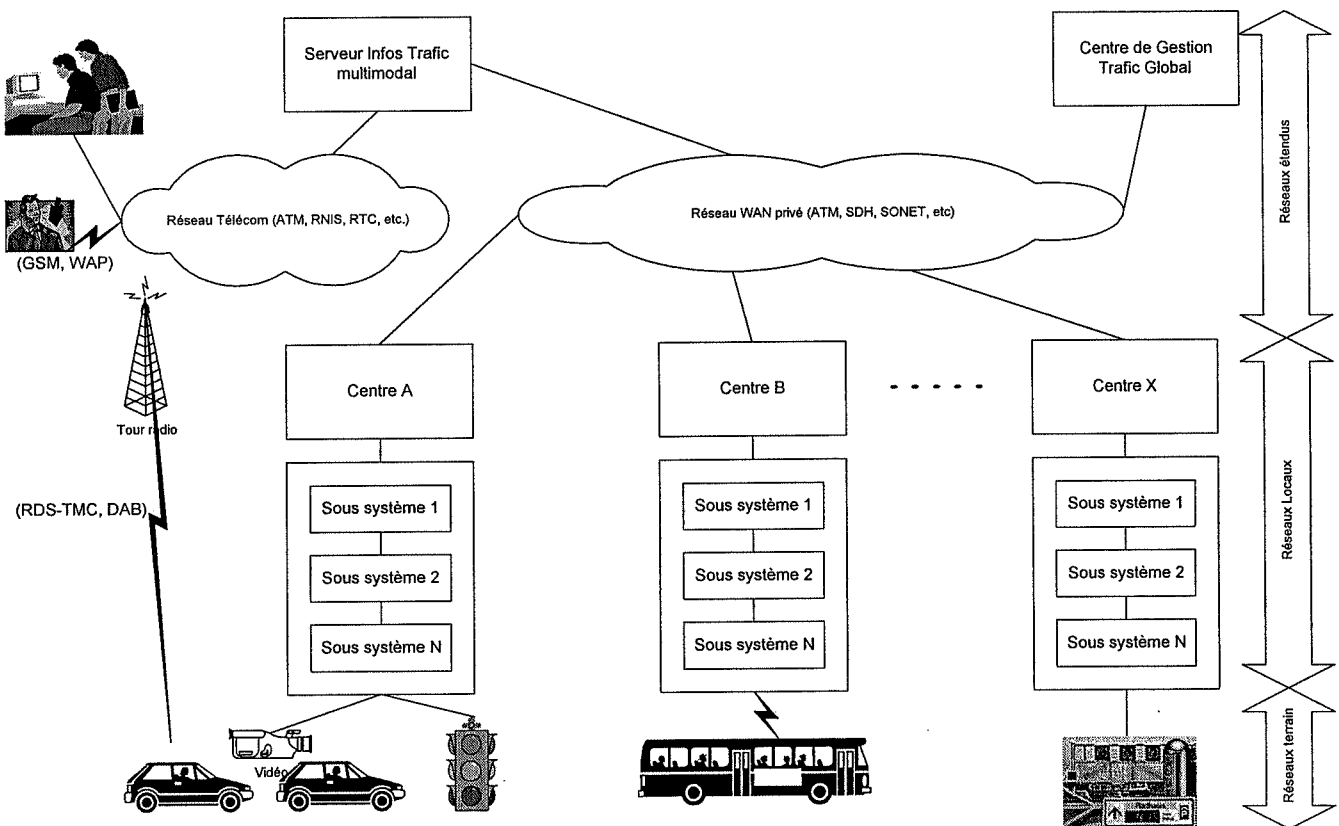 Serveur Infos Trafic
multimodal
Centre de Gestion
Trafic Global
Réseau Télécom (ATM, RNIS, RTC, etc.)
Réseau WAN privé (ATM, SDH, SONET, etc)
(GSM, WAP)
Tour radio
(RDS-TMC, DAB)
Centre A
Centre B
Centre X
Sous système 1
Sous système 2
Sous système N
Sous système 1
Sous système 2
Sous système N
Sous système 1
Sous système 2
Sous système N
Vidéo
Réseaux étendus
Réseaux Locaux
Réseaux terrain